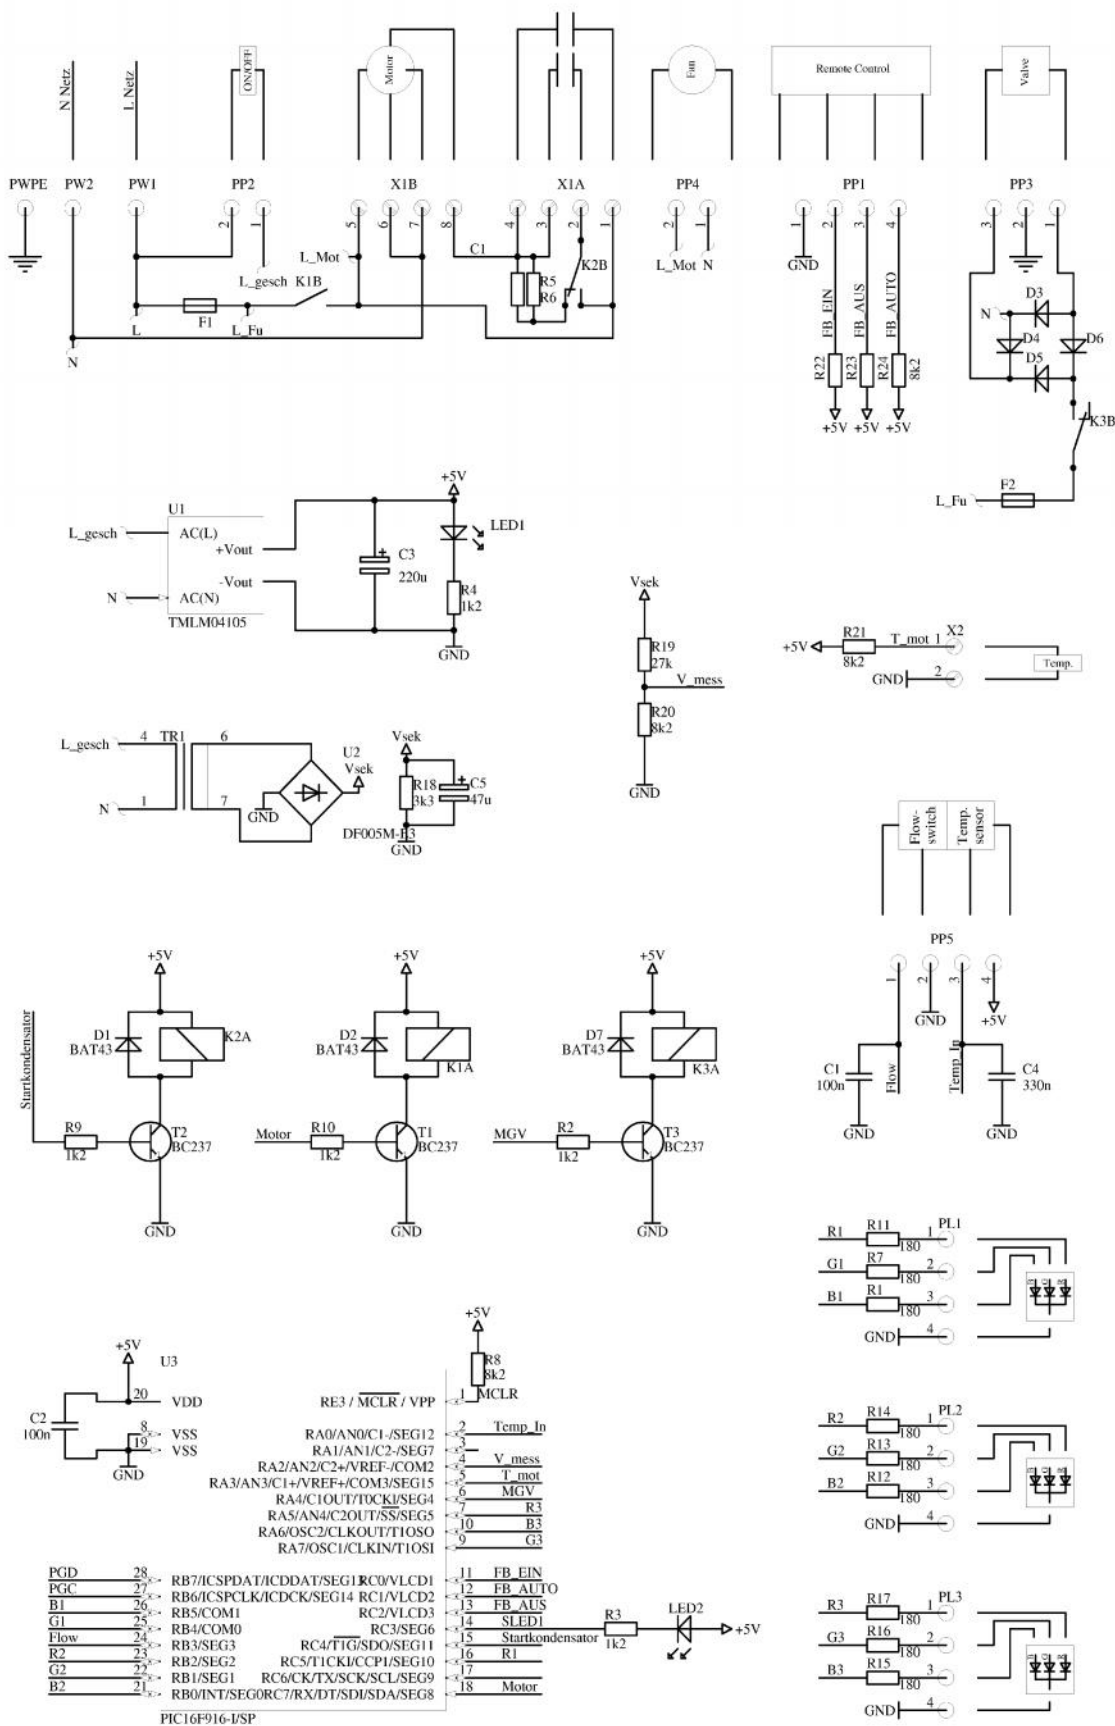 N Netz
L Netz
ON/OFF
Motor
Fan
Remote Control
Valve
PWPE PW2 PW1 PP2 X1B X1A PP4 PP1 PP3
2 1 5 6 7 8 4 3 2 1 2 1 1 2 3 4 3 2 1
C1
L_Mot
L_gesch
K1B
K2B
R5
R6
L_Mot N
GND
FB_EIN
FB_AUS
FB_AUTO
D3
N
D4
D6
D5
F1
L
L_Fu
N
R22
R23
R24
8k2
+5V +5V +5V
K3B
F2
L_Fu
U1
L_gesch
AC(L)
+Vout
-Vout
N
AC(N)
TMLM04105
+5V
LED1
C3
220u
R4
1k2
GND
Vsek
R19
27k
V_mess
R20
8k2
GND
+5V
R21
8k2
T_mot 1
X2
GND
2
Temp.
L_gesch
4
TR1
6
N
1
7
U2
Vsek
GND
DF005M-E3
Vsek
R18
3k3
C5
47u
GND
Flow-
switch
Temp.
sensor
PP5
1 2 3 4
GND
+5V
C1
100n
Flow
Temp_In
C4
330n
GND
GND
Startkondensator
+5V
D1
BAT43
K2A
R9
1k2
T2
BC237
GND
+5V
D2
BAT43
K1A
Motor
R10
1k2
T1
BC237
GND
+5V
D7
BAT43
K3A
MGV
R2
1k2
T3
BC237
GND
R1 R11 180 1 PL1
G1 R7 180 2
B1 R1 180 3
GND 4
B G R
R2 R14 180 1 PL2
G2 R13 180 2
B2 R12 180 3
GND 4
B G R
R3 R17 180 1 PL3
G3 R16 180 2
B3 R15 180 3
GND 4
B G R
+5V
U3
C2
100n
20 VDD
8 VSS
19 VSS
GND
+5V
R8
8k2
RE3 / MCLR / VPP 1 MCLR
RA0/AN0/C1-/SEG12 2 Temp_In
RA1/AN1/C2-/SEG7 3
RA2/AN2/C2+/VREF-/COM2 4 V_mess
RA3/AN3/C1+/VREF+/COM3/SEG15 5 T_mot
RA4/C1OUT/T0CKI/SEG4 6 MGV
RA5/AN4/C2OUT/SS/SEG5 7 R3
RA6/OSC2/CLKOUT/T1OSO 10 B3
RA7/OSC1/CLKIN/T1OSI 9 G3
PGD 28 RB7/ICSPDAT/ICDDAT/SEG13 RC0/VLCD1 11 FB_EIN
PGC 27 RB6/ICSPCLK/ICDCK/SEG14 RC1/VLCD2 12 FB_AUTO
B1 26 RB5/COM1 RC2/VLCD3 13 FB_AUS
G1 25 RB4/COM0 RC3/SEG6 14 SLED1
Flow 24 RB3/SEG3 RC4/T1G/SDO/SEG11 15 Startkondensator
R2 23 RB2/SEG2 RC5/T1CKI/CCP1/SEG10 16 R1
G2 22 RB1/SEG1 RC6/CK/TX/SCK/SCL/SEG9 17
B2 21 RB0/INT/SEG0 RC7/RX/DT/SDI/SDA/SEG8 18 Motor
R3
1k2
LED2
+5V
PIC16F916-I/SP